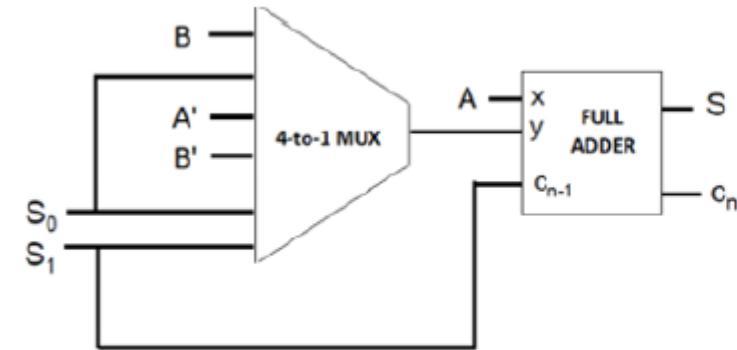 B
A'
B'
S0
S1
4-to-1 MUX
A
x
y
Cn-1
FULL
ADDER
S
Cn